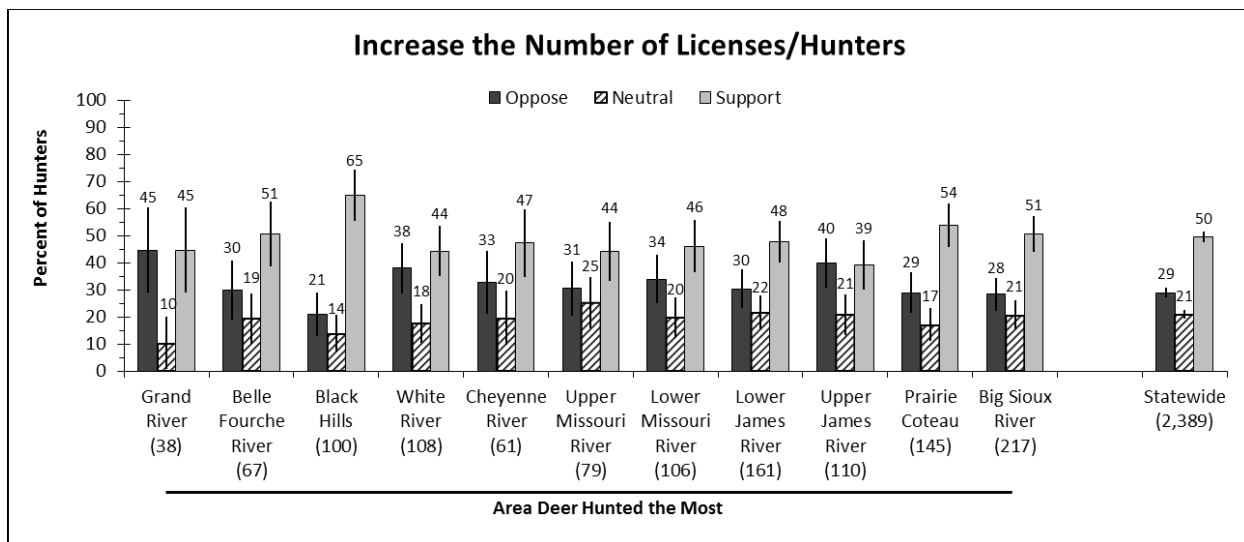 Increase the Number of Licenses/Hunters
Oppose Neutral Support
Percent of Hunters
100
90
80
70
60
50
40
30
20
10
0
45 10 45
30 19 51
21 14 65
38 18 44
33 20 47
31 25 44
34 20 46
30 22 48
40 21 39
29 17 54
28 21 51
29 21 50
Grand
River
(38)
Belle
Fourche
River
(67)
Black
Hills
(100)
White
River
(108)
Cheyenne
River
(61)
Upper
Missouri
River
(79)
Lower
Missouri
River
(106)
Lower
James
River
(161)
Upper
James
River
(110)
Prairie
Coteau
(145)
Big Sioux
River
(217)
Statewide
(2,389)
Area Deer Hunted the Most